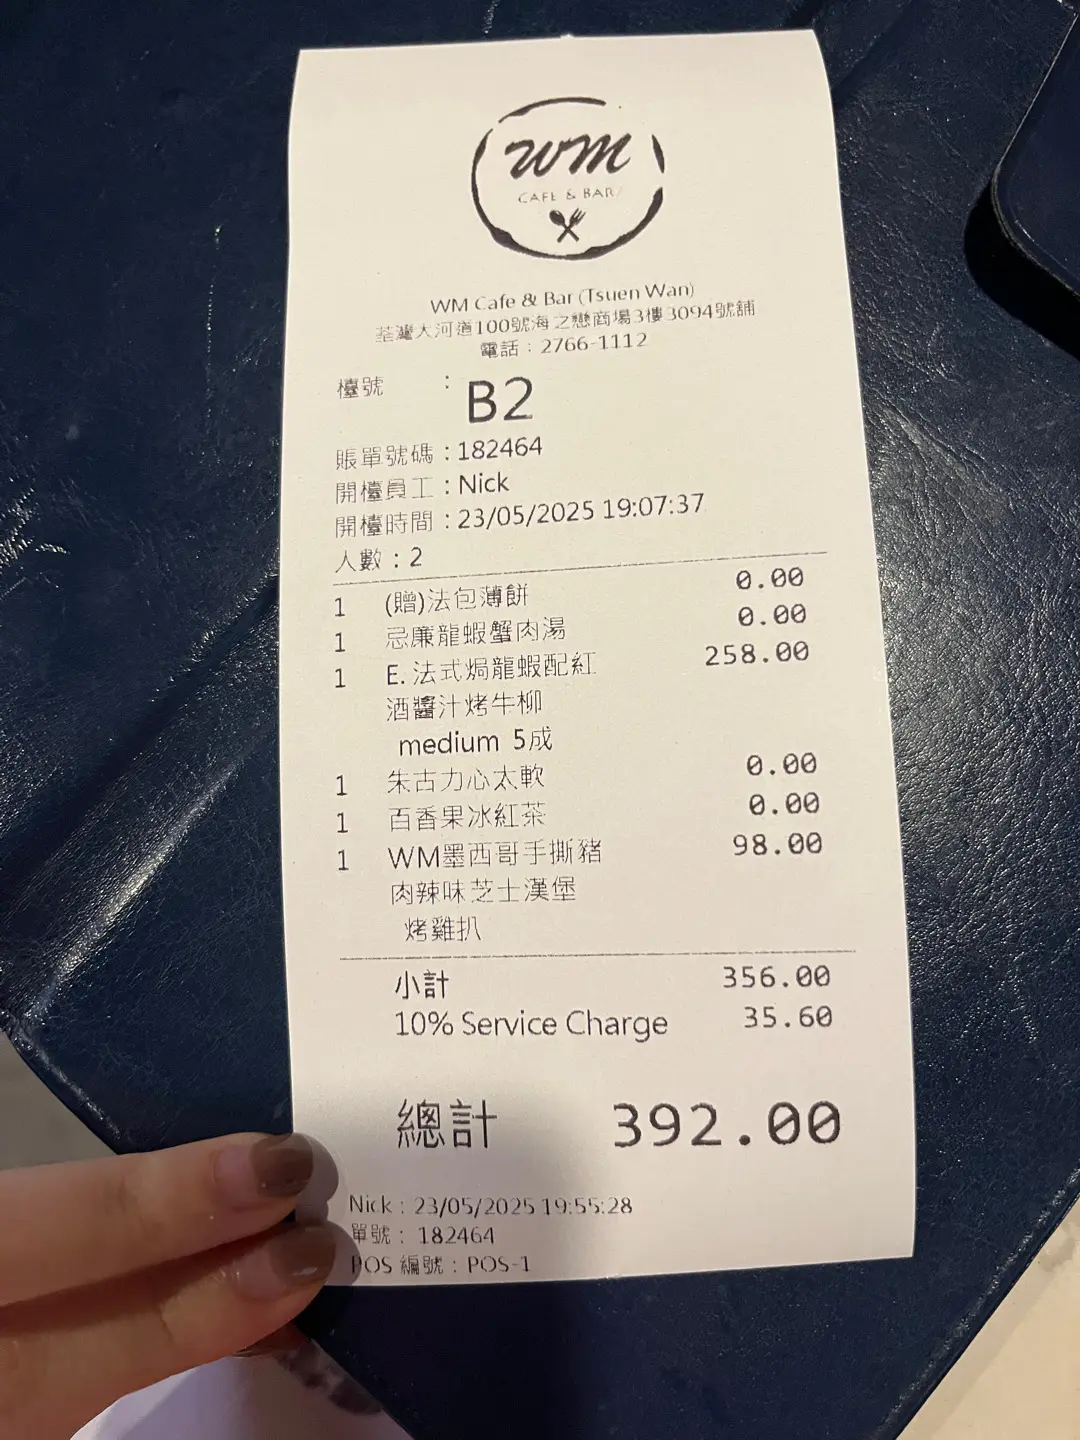 WM
CAFE & BAR
WM Cafe & Bar (Tsuen Wan)
荃灣大河道100號海之戀商場3樓3094號舖
電話：2766-1112
檯號 : B2
賬單號碼：182464
開檯員工：Nick
開檯時間：23/05/2025 19:07:37
人數：2
1 (贈)法包薄餅 0.00
1 忌廉龍蝦蟹肉湯 0.00
1 E. 法式焗龍蝦配紅 258.00
酒醬汁烤牛柳
medium 5成
1 朱古力心太軟 0.00
1 百香果冰紅茶 0.00
1 WM墨西哥手撕豬 98.00
肉辣味芝士漢堡
烤雞扒
小計 356.00
10% Service Charge 35.60
總計 392.00
Nick : 23/05/2025 19:55:28
單號：182464
POS 編號：POS-1